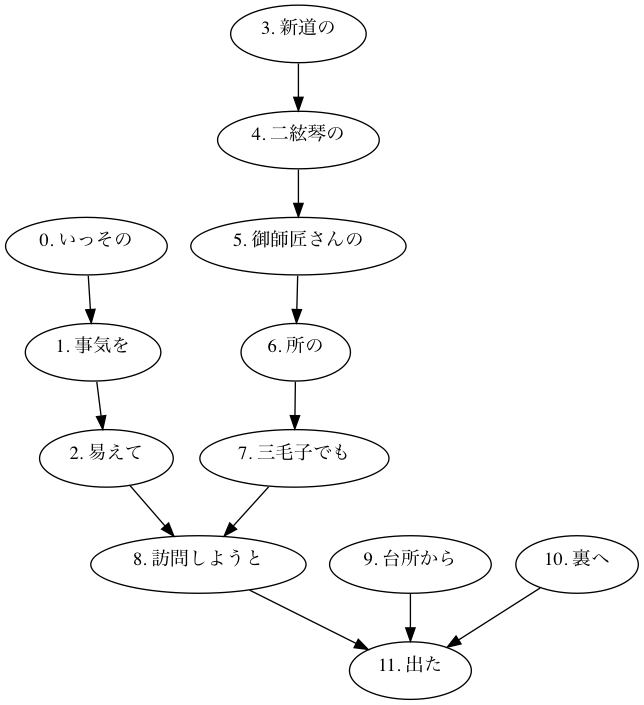 3. 新道の
4. 二絃琴の
0. いっその
5. 御師匠さんの
1. 事気を
6. 所の
2. 易えて
7. 三毛子でも
8. 訪問しようと
9. 台所から
10. 裏へ
11. 出た